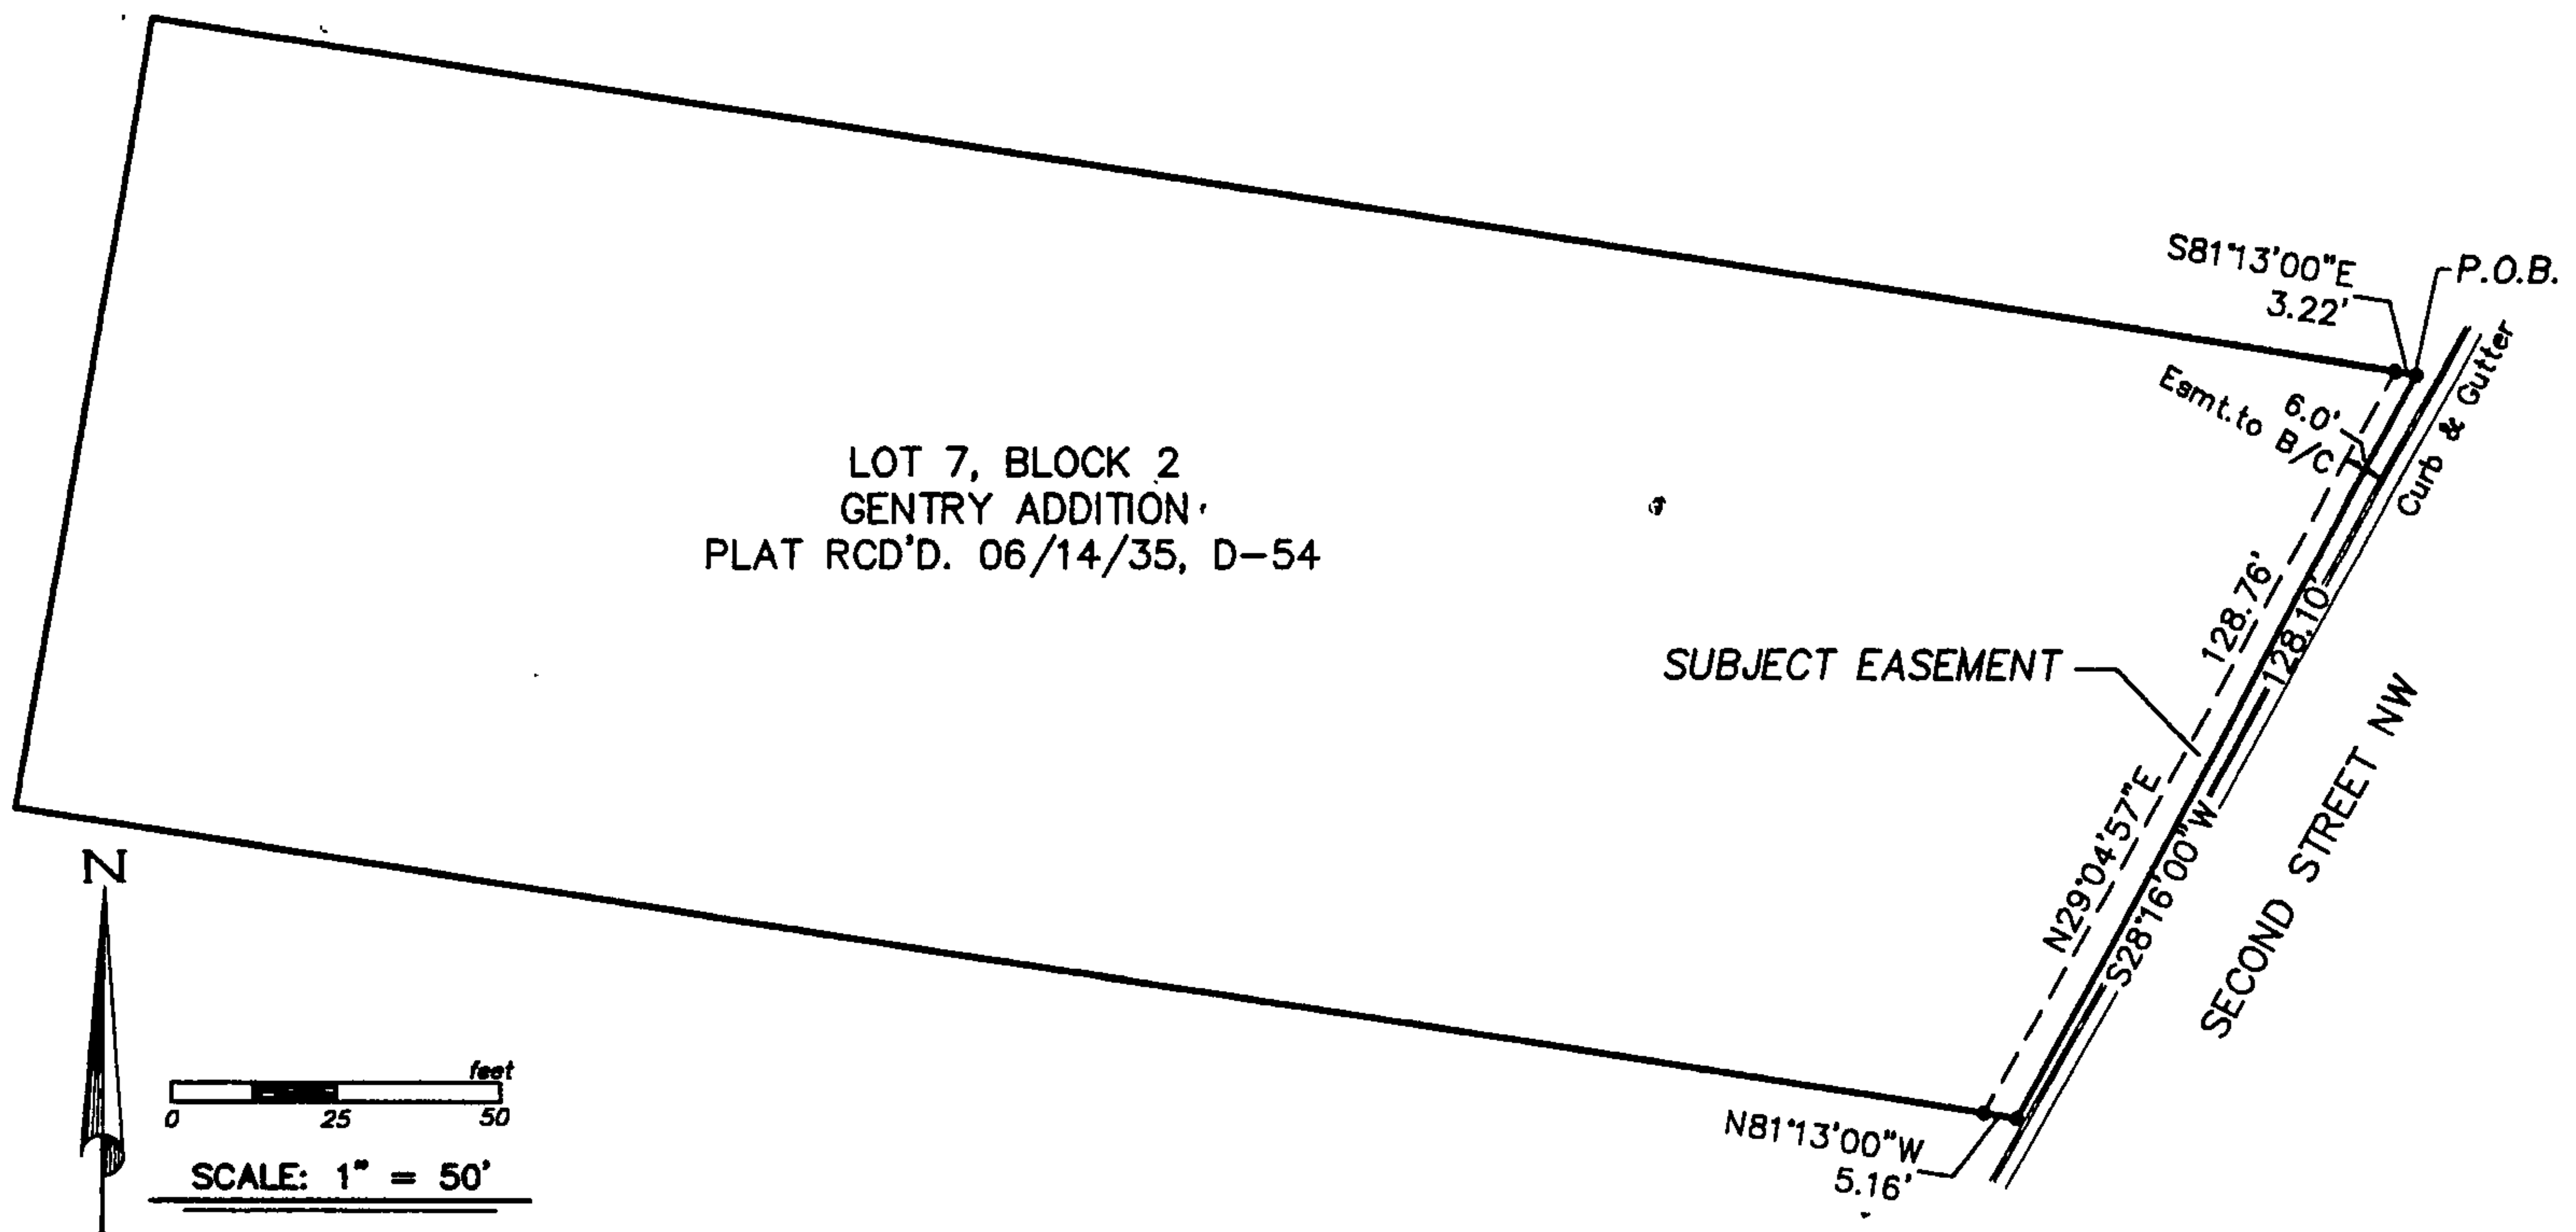 S81°13'00"E
3.22'
P.O.B.
Esmt.to B/C
6.0'
Curb & Gutter
LOT 7, BLOCK 2
GENTRY ADDITION
PLAT RCD'D. 06/14/35, D-54
128.76'
128.10'
SUBJECT EASEMENT
N29°04'57"E
S28°16'00"W
SECOND STREET NW
N
feet
0 25 50
SCALE: 1" = 50'
N81°13'00"W
5.16'